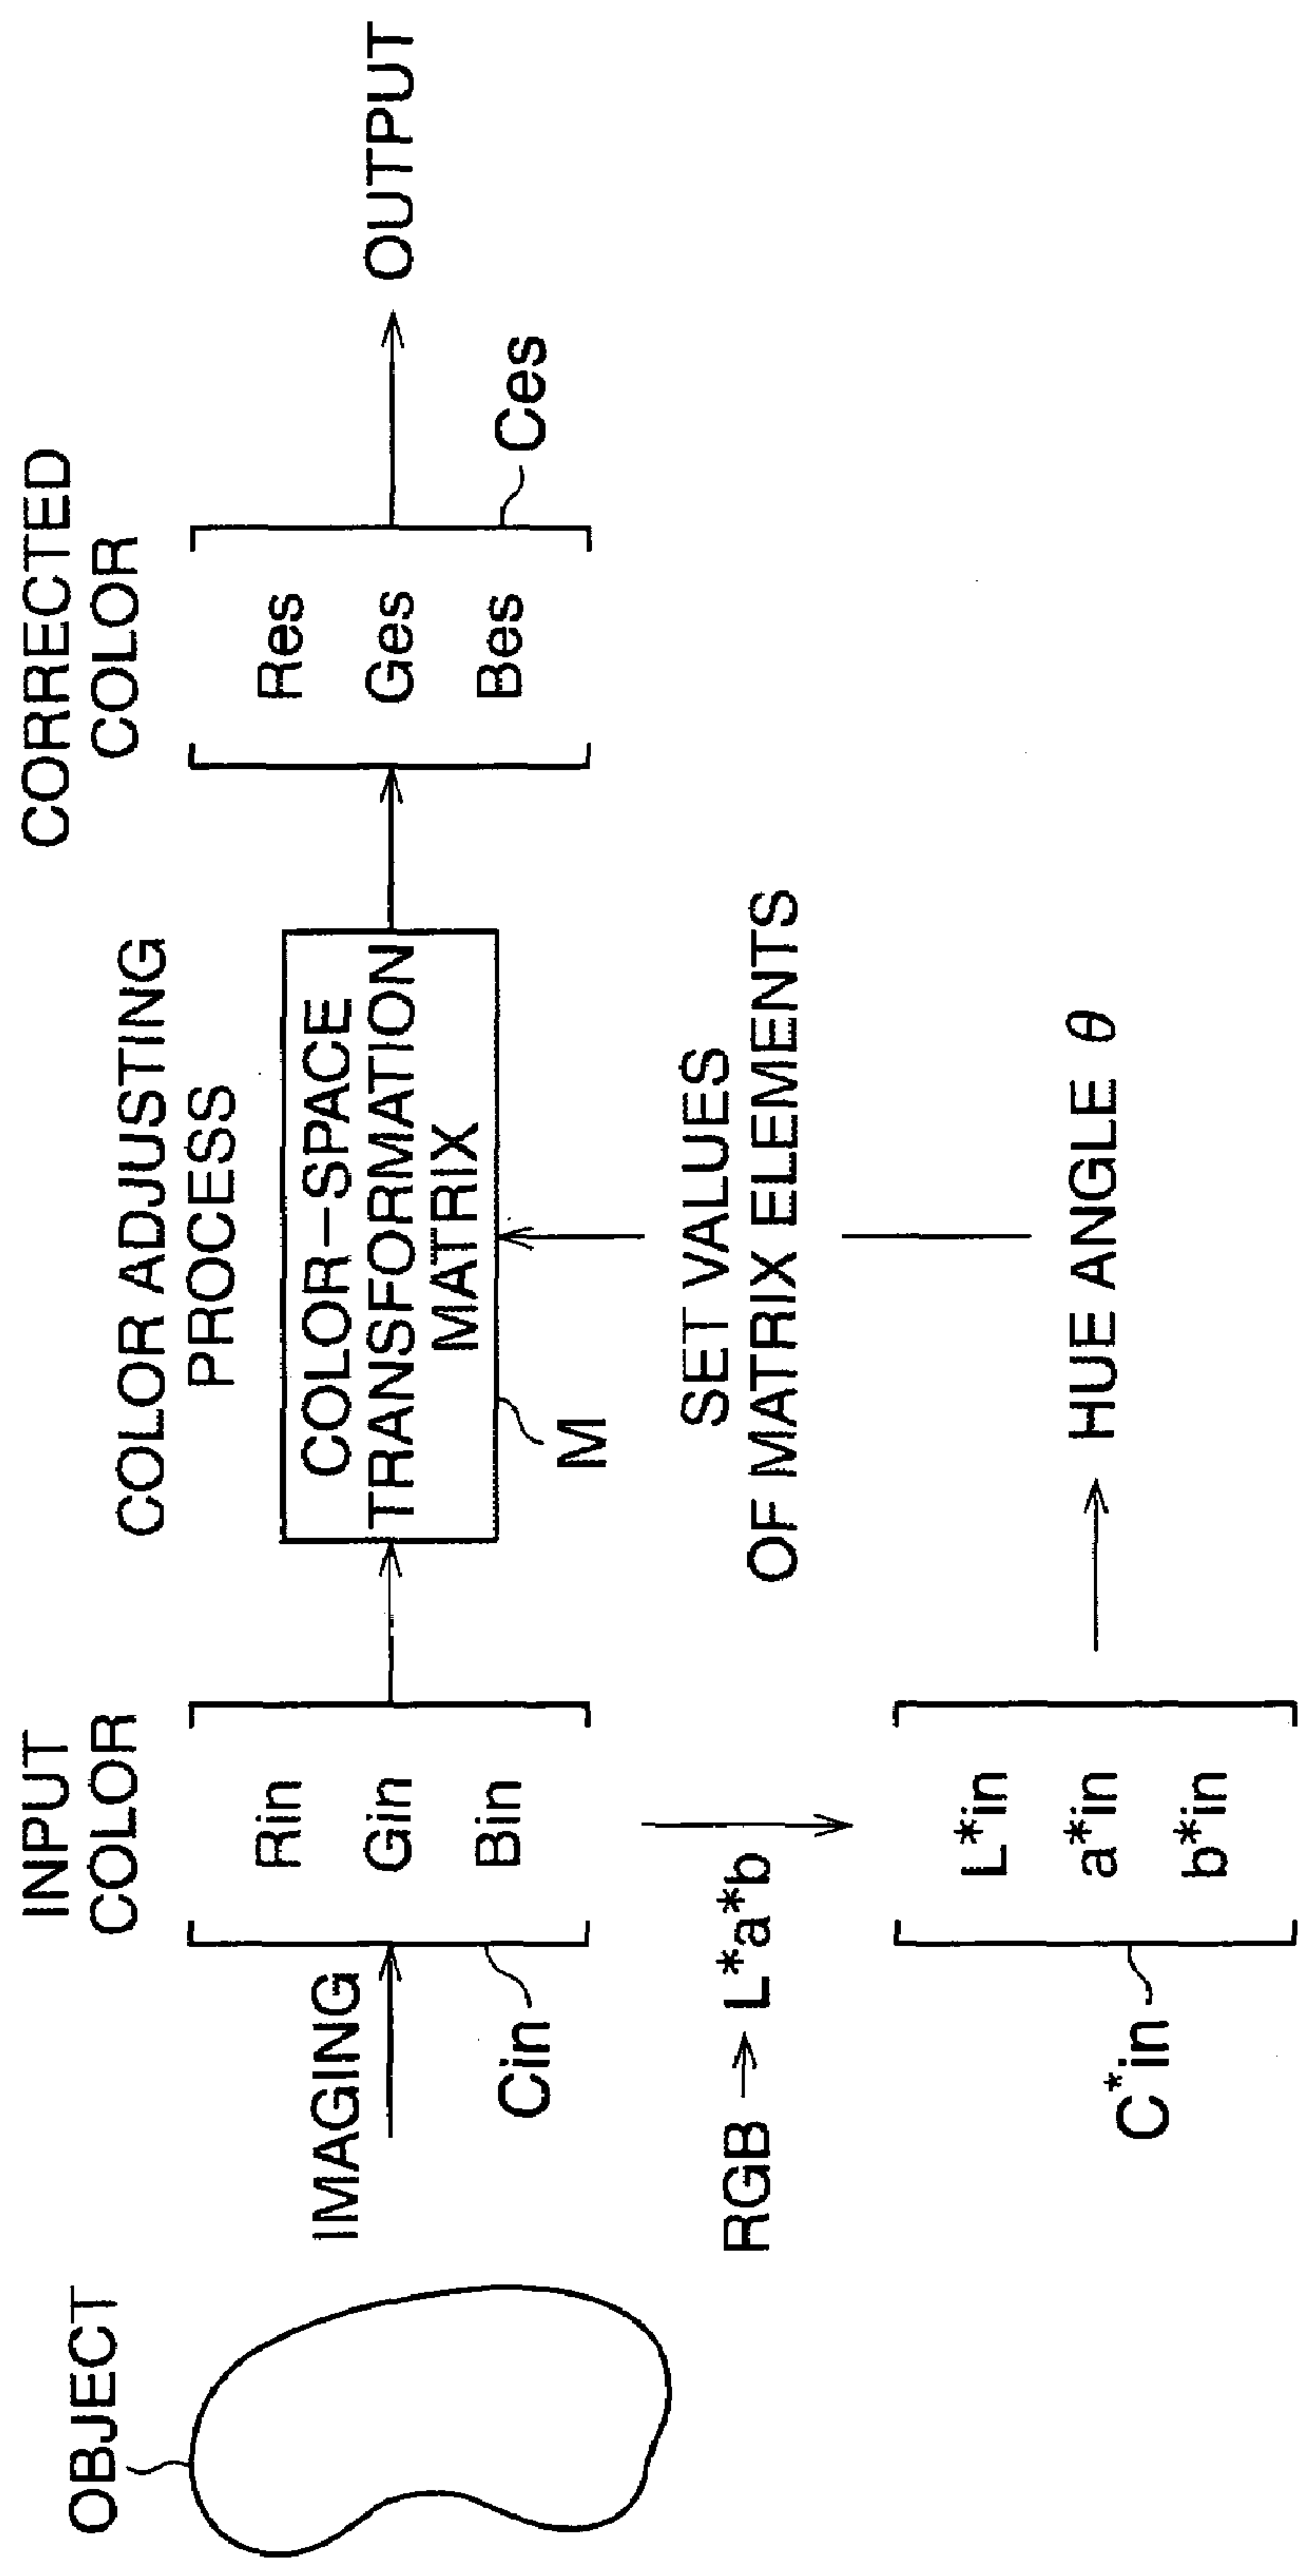 OBJECT
IMAGING
INPUT
COLOR
Rin
Gin
Bin
Cin
COLOR ADJUSTING
PROCESS
COLOR-SPACE
TRANSFORMATION
MATRIX
M
CORRECTED
COLOR
Res
Ges
Bes
Ces
OUTPUT
RGB → L*a*b
SET VALUES
OF MATRIX ELEMENTS
L*in
a*in
b*in
C*in
HUE ANGLE θ